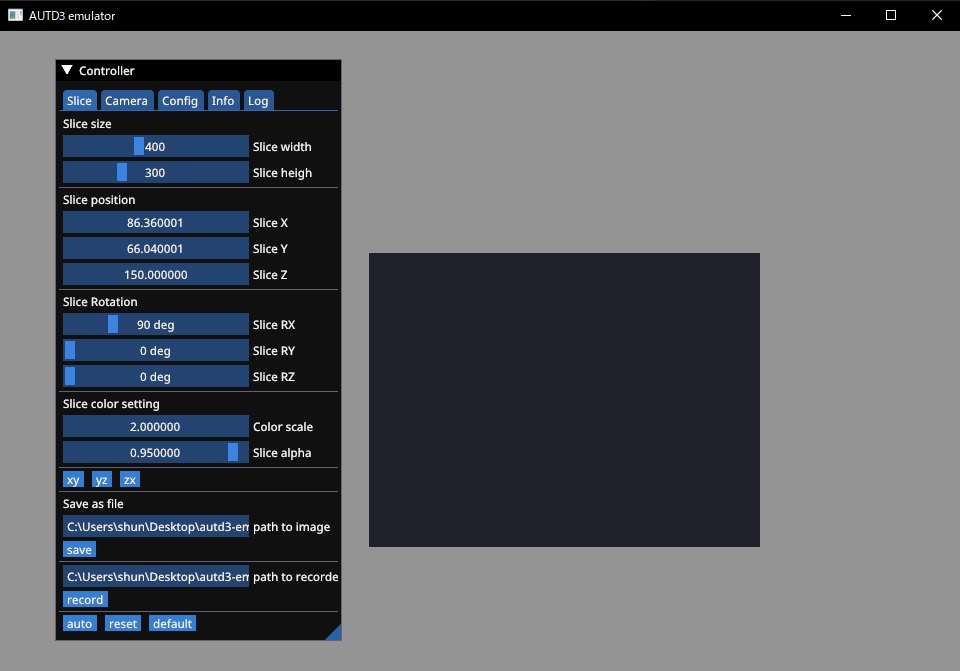 AUTD3 emulator
Controller
Slice Camera Config Info Log
Slice size
400 Slice width
300 Slice heigh
Slice position
86.360001 Slice X
66.040001 Slice Y
150.000000 Slice Z
Slice Rotation
90 deg Slice RX
0 deg Slice RY
0 deg Slice RZ
Slice color setting
2.000000 Color scale
0.950000 Slice alpha
xy yz zx
Save as file
C:\Users\shun\Desktop\autd3-em path to image
save
C:\Users\shun\Desktop\autd3-em path to recorde
record
auto reset default